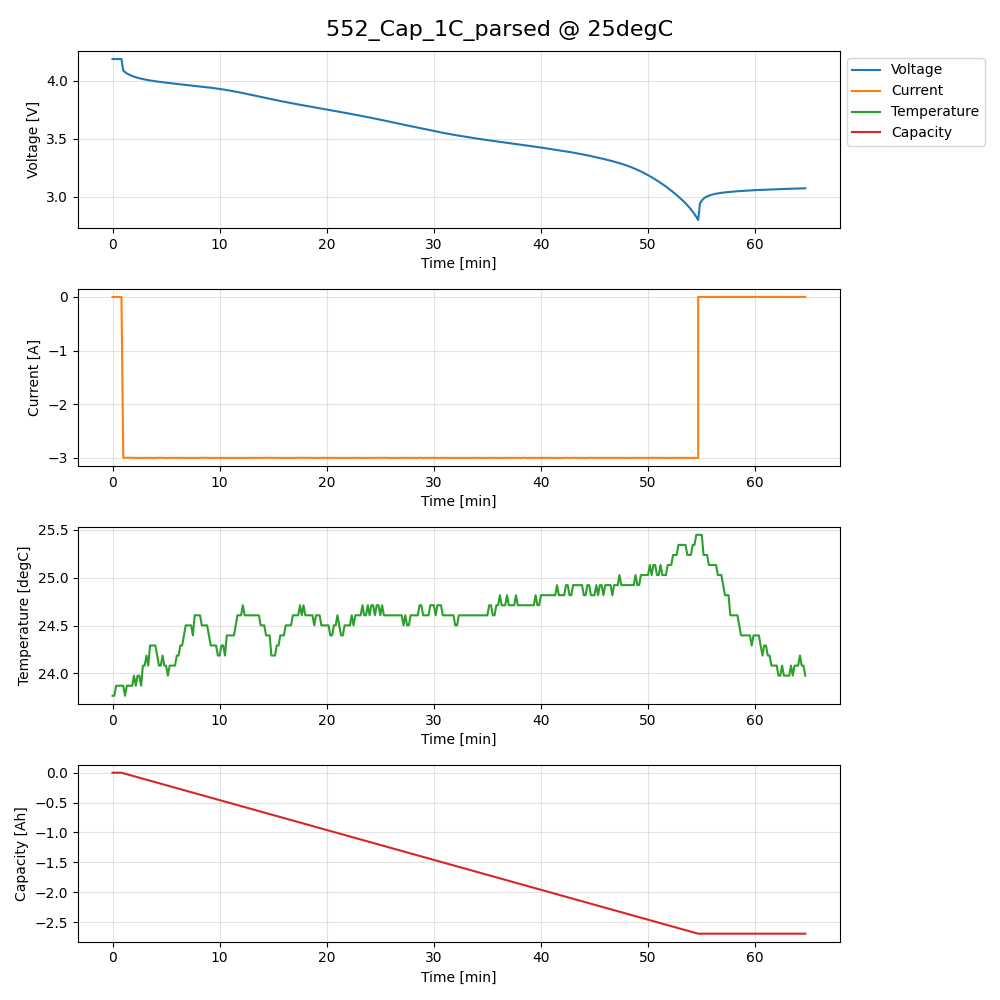 552_Cap_1C_parsed @ 25degC
Voltage
Current
Temperature
Capacity
Voltage [V]
4.0
3.5
3.0
0 10 20 30 40 50 60
Time [min]
Current [A]
0
−1
−2
−3
0 10 20 30 40 50 60
Time [min]
Temperature [degC]
25.5
25.0
24.5
24.0
0 10 20 30 40 50 60
Time [min]
Capacity [Ah]
0.0
−0.5
−1.0
−1.5
−2.0
−2.5
0 10 20 30 40 50 60
Time [min]